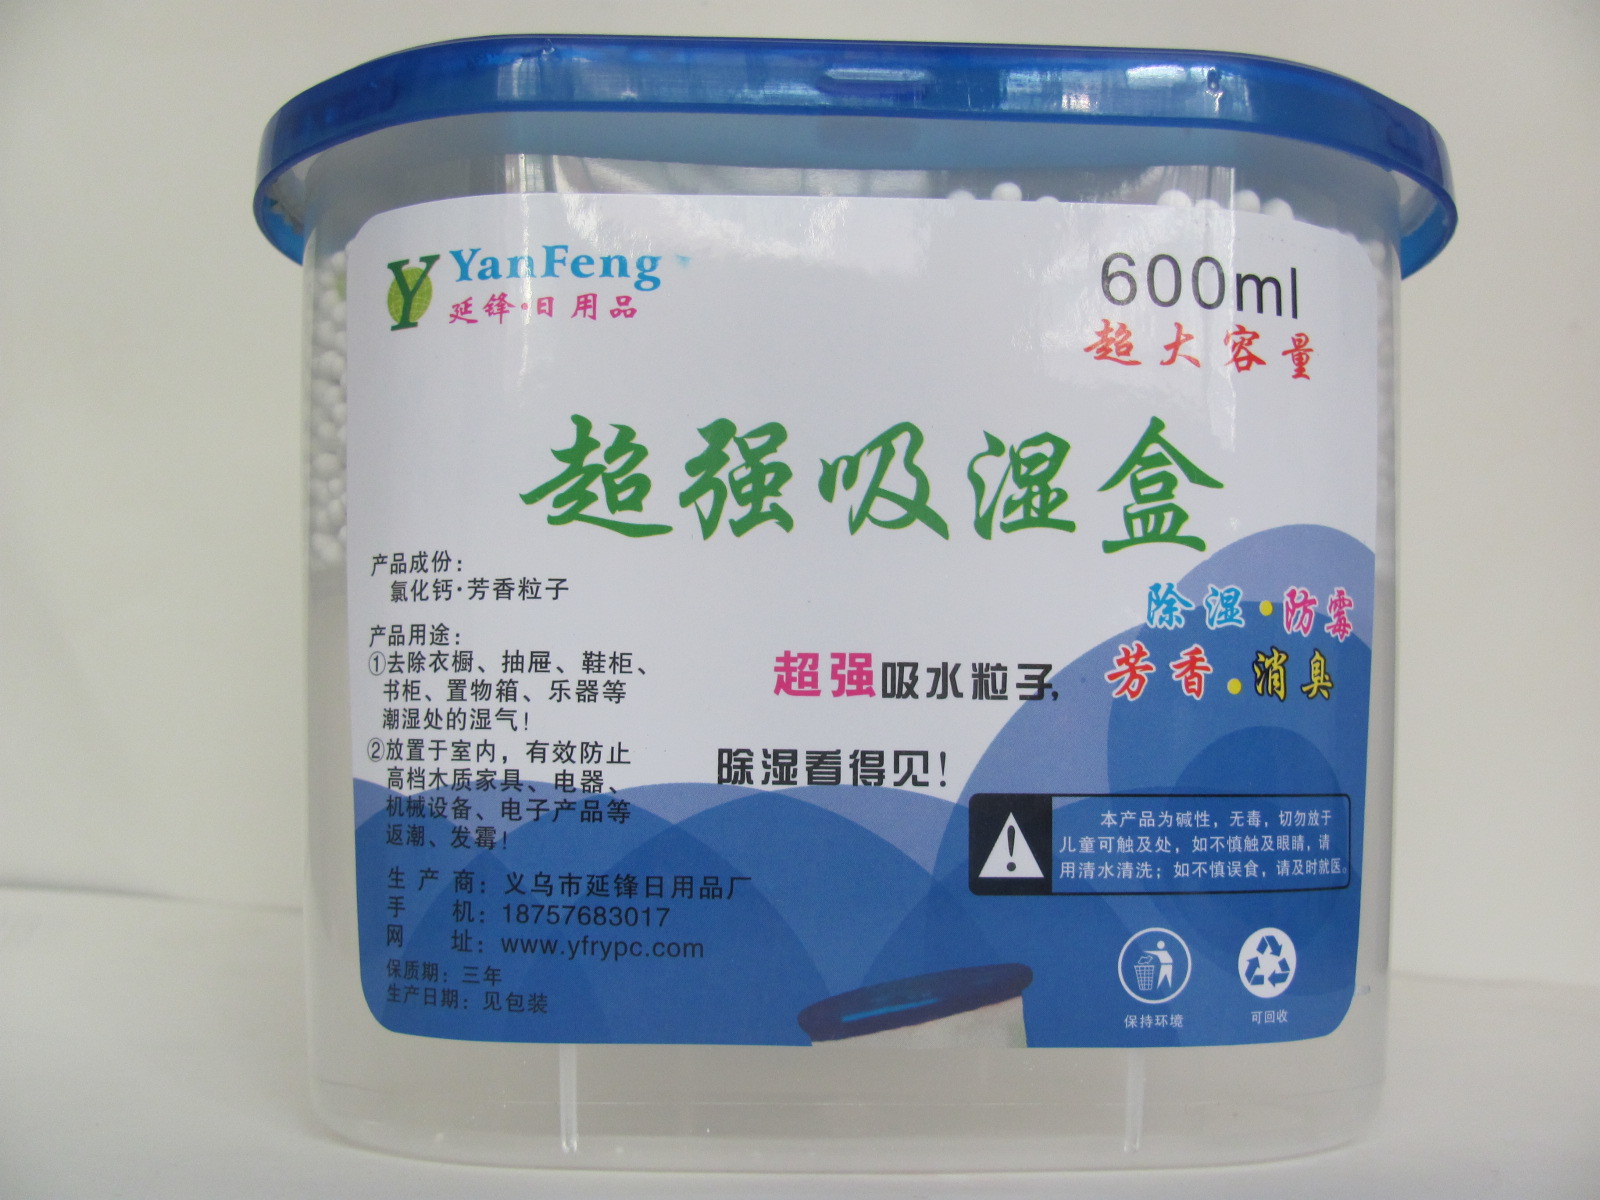 YanFeng
延锋·日用品
600ml
超大容量
超强吸湿盒
产品成份：
氯化钙·芳香粒子
产品用途：
①去除衣橱、抽屉、鞋柜、
书柜、置物箱、乐器等
潮湿处的湿气！
②放置于室内，有效防止
高档木质家具、电器、
机械设备、电子产品等
返潮、发霉！
除湿·防霉
芳香·消臭
超强吸水粒子，
除湿看得见！
本产品为碱性，无毒，切勿放于
儿童可触及处，如不慎触及眼睛，请
用清水清洗；如不慎误食，请及时就医。
生产商：义乌市延锋日用品厂
手机：18757683017
网址：www.yfrypc.com
保质期：三年
生产日期：见包装
保持环境
可回收